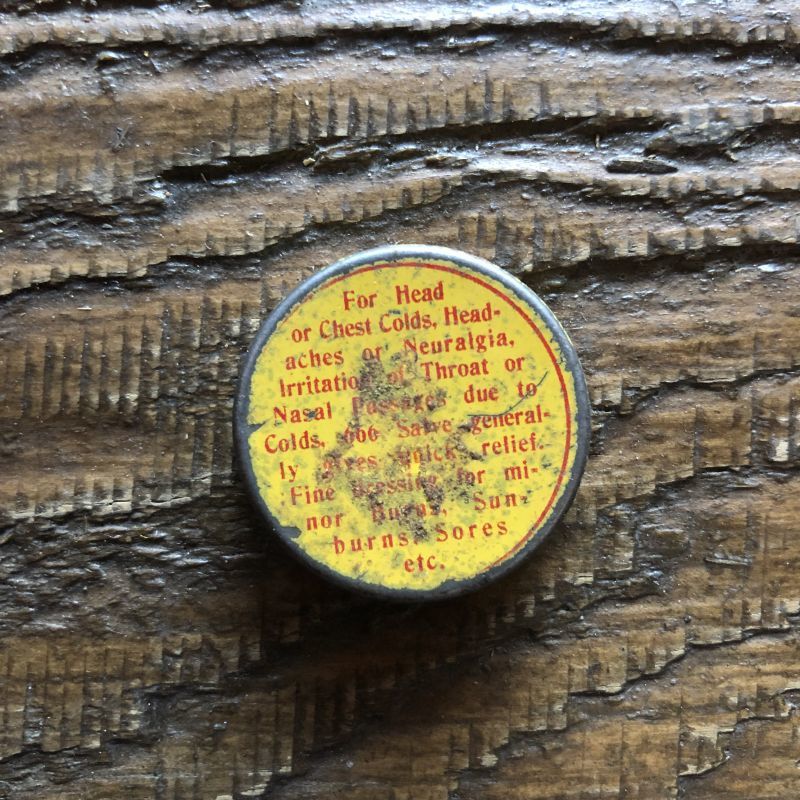 For Head
or Chest Colds, Head-
aches or Neuralgia,
Irritation of Throat or
Nasal Passages due to
Colds, 666 Salve general-
ly gives quick relief.
Fine dressing for mi-
nor Burns, Sun-
burns, Sores
etc.